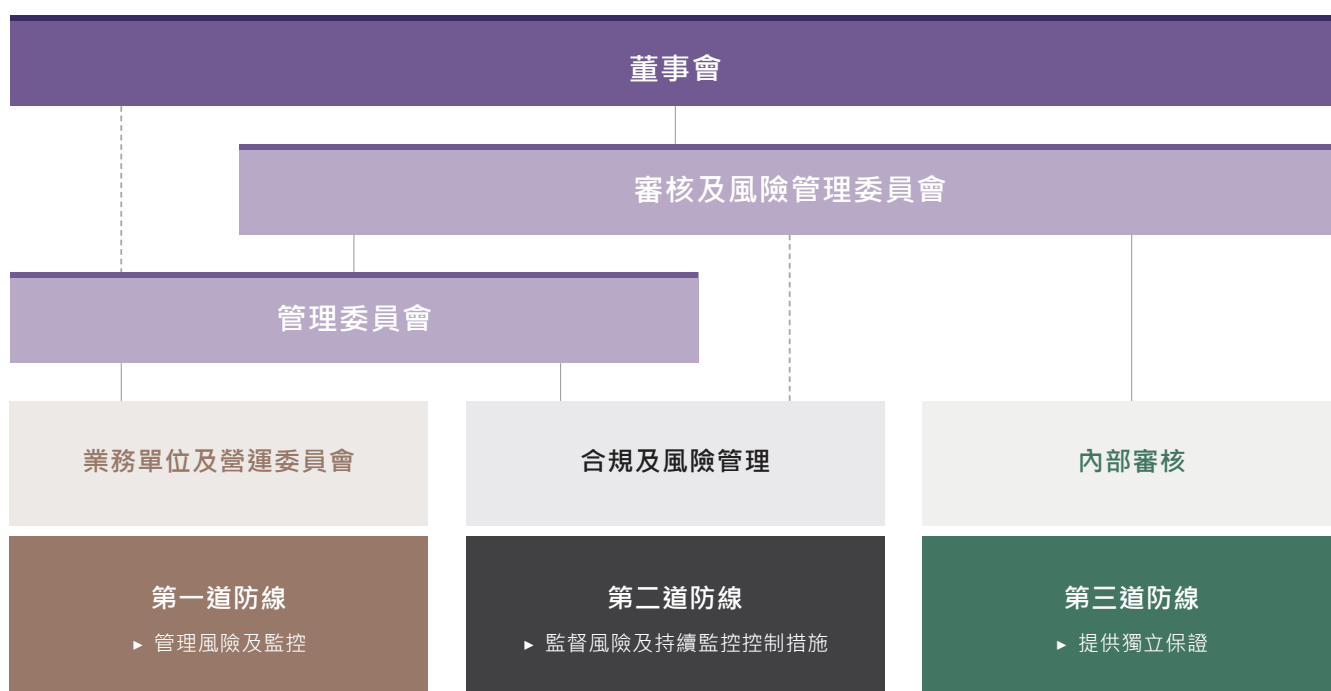 董事會
審核及風險管理委員會
管理委員會
業務單位及營運委員會
合規及風險管理
內部審核
第一道防線
▸ 管理風險及監控
第二道防線
▸ 監督風險及持續監控控制措施
第三道防線
▸ 提供獨立保證